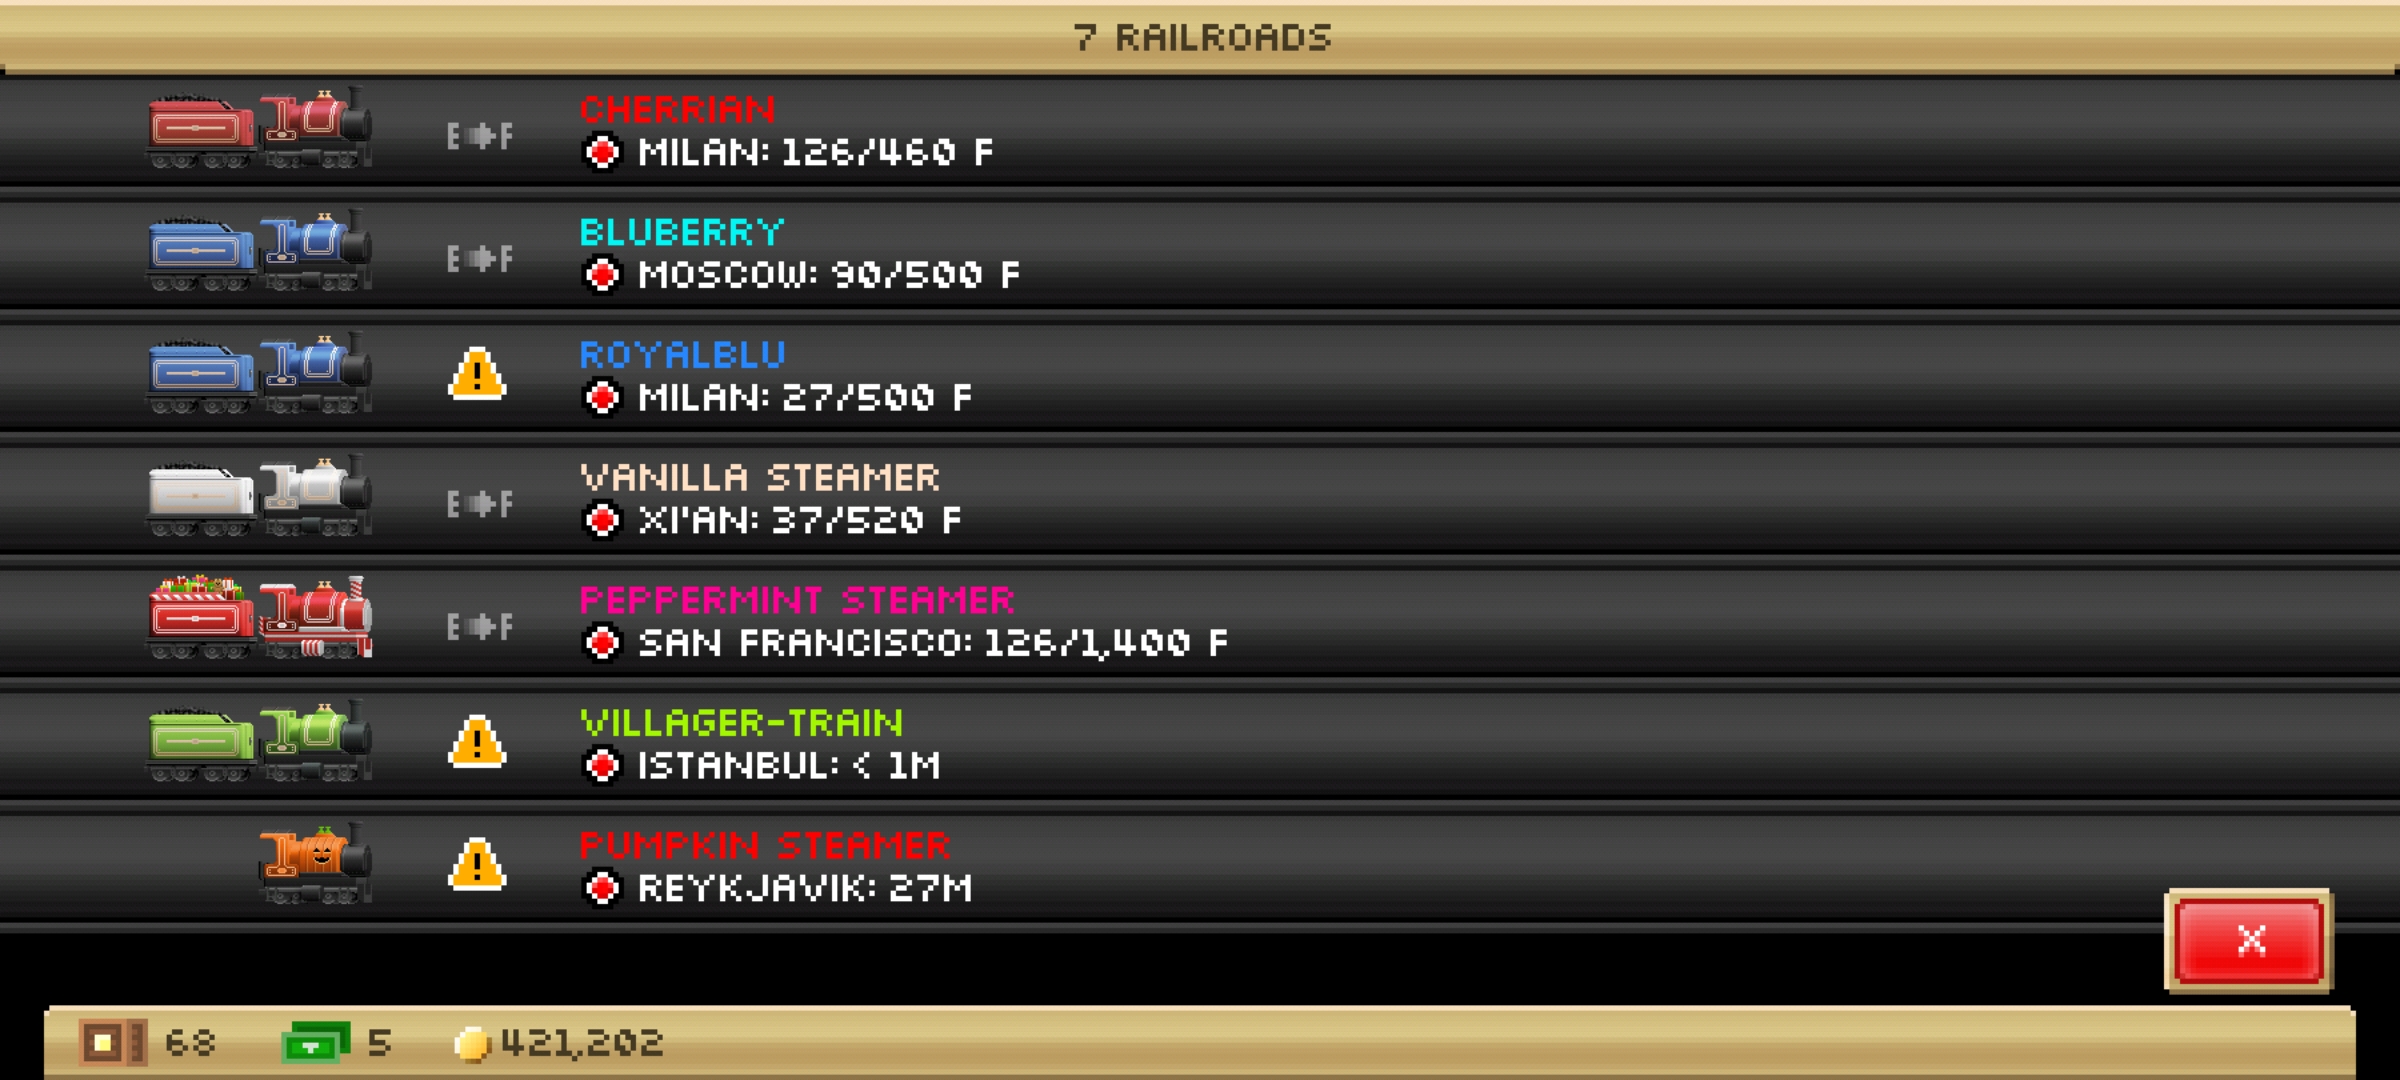 7 RAILROADS
CHERRIAN
E F
MILAN: 126/460 F
BLUBERRY
E F
MOSCOW: 90/500 F
ROYALBLU
!
MILAN: 27/500 F
VANILLA STEAMER
E F
XI'AN: 37/520 F
PEPPERMINT STEAMER
E F
SAN FRANCISCO: 126/1,400 F
VILLAGER-TRAIN
!
ISTANBUL: < 1M
PUMPKIN STEAMER
!
REYKJAVIK: 27M
X
68 5 421,202